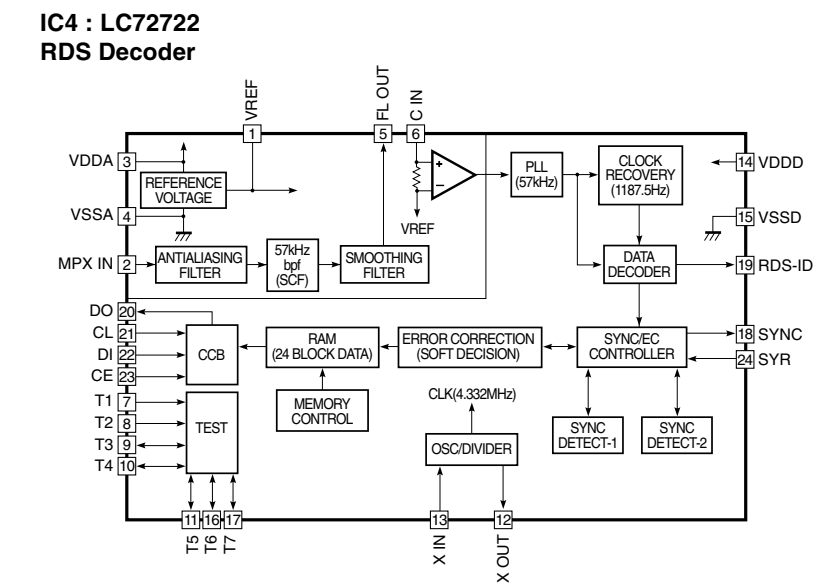 IC4 : LC72722
RDS Decoder
VREF
FL OUT
C IN
1
5
6
VDDA 3
REFERENCE
VOLTAGE
VSSA 4
+
–
VREF
PLL
(57kHz)
CLOCK
RECOVERY
(1187.5Hz)
14 VDDD
15 VSSD
MPX IN 2
ANTIALIASING
FILTER
57kHz
bpf
(SCF)
SMOOTHING
FILTER
DATA
DECODER
19 RDS-ID
DO 20
CL 21
DI 22
CE 23
CCB
RAM
(24 BLOCK DATA)
ERROR CORRECTION
(SOFT DECISION)
SYNC/EC
CONTROLLER
18 SYNC
24 SYR
MEMORY
CONTROL
CLK(4.332MHz)
T1 7
T2 8
T3 9
T4 10
TEST
OSC/DIVIDER
SYNC
DETECT-1
SYNC
DETECT-2
11
16
17
13
12
T5
T6
T7
X IN
X OUT